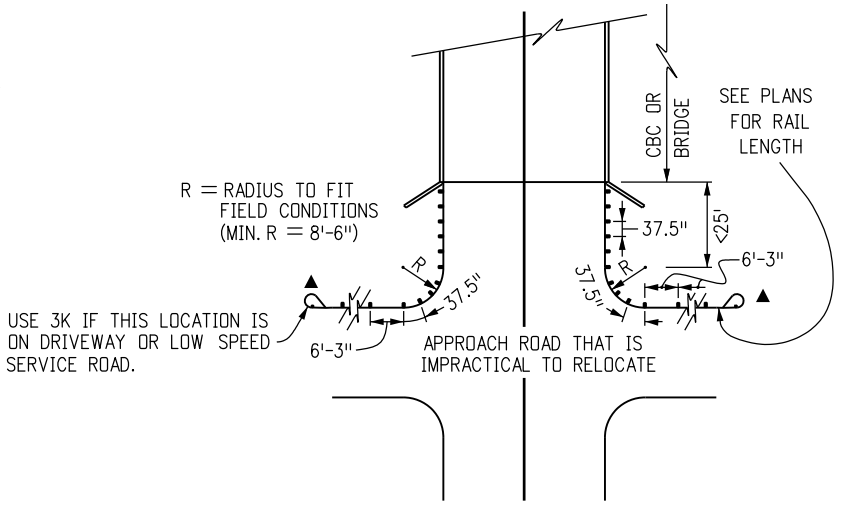 CBC OR
BRIDGE
SEE PLANS
FOR RAIL
LENGTH
R = RADIUS TO FIT
FIELD CONDITIONS
(MIN. R = 8'-6")
37.5"
<25'
R
R
6'-3"
37.5"
37.5"
USE 3K IF THIS LOCATION IS
ON DRIVEWAY OR LOW SPEED
SERVICE ROAD.
6'-3"
APPROACH ROAD THAT IS
IMPRACTICAL TO RELOCATE